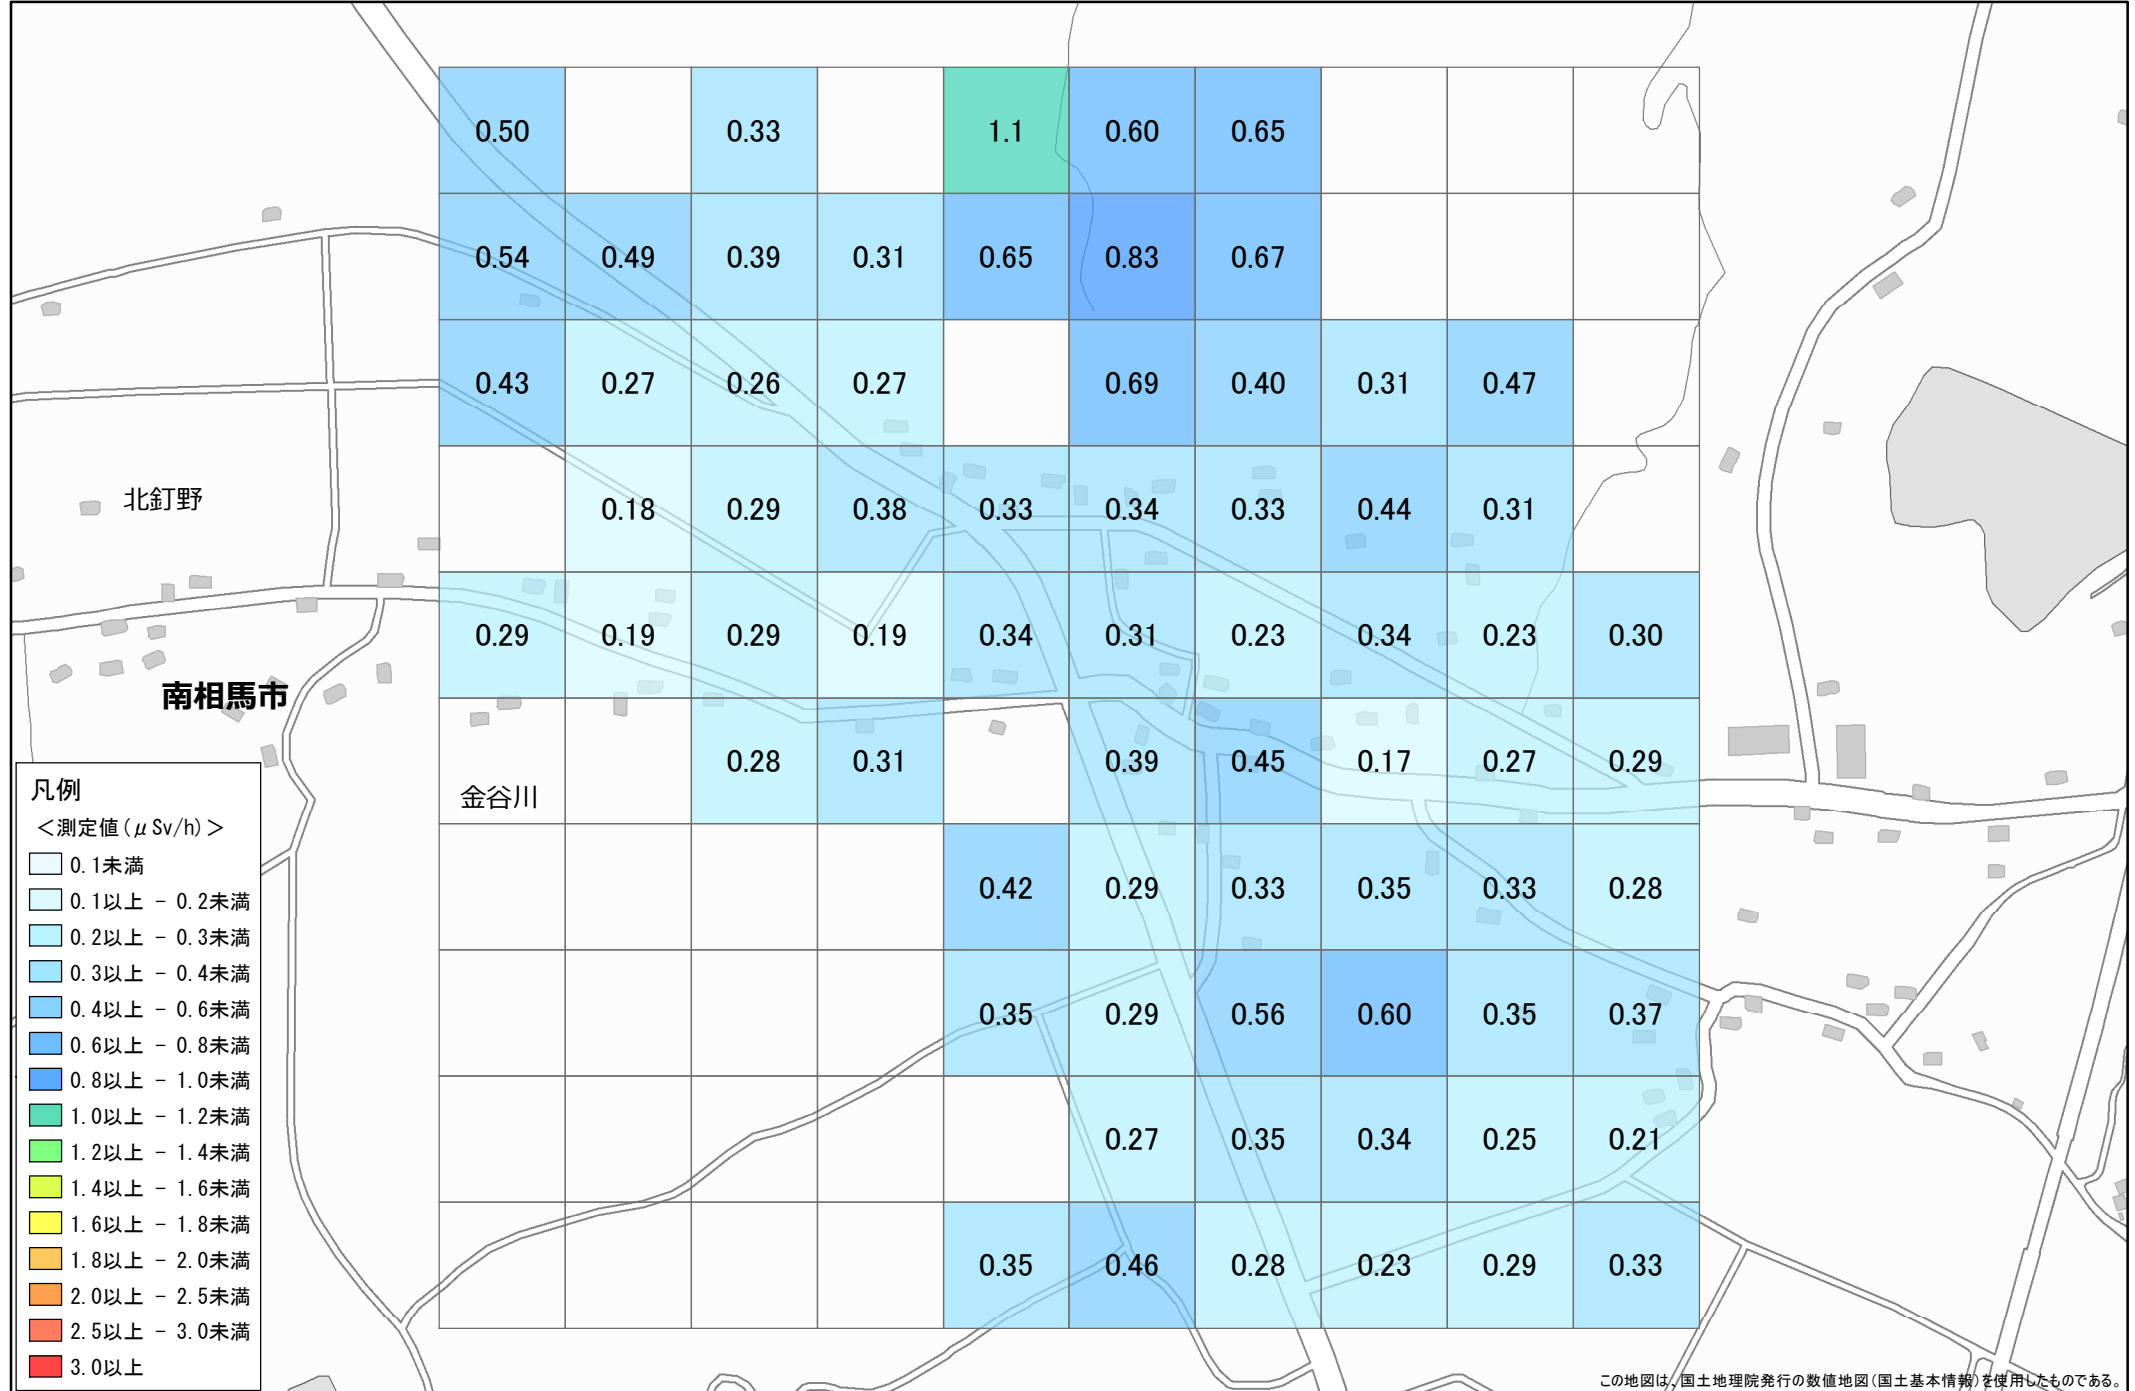 0.50 0.33 1.1 0.60 0.65
0.54 0.49 0.39 0.31 0.65 0.83 0.67
0.43 0.27 0.26 0.27 0.69 0.40 0.31 0.47
北釘野
0.18 0.29 0.38 0.33 0.34 0.33 0.44 0.31
0.29 0.19 0.29 0.19 0.34 0.31 0.23 0.34 0.23 0.30
南相馬市
0.28 0.31 0.39 0.45 0.17 0.27 0.29
金谷川
0.42 0.29 0.33 0.35 0.33 0.28
0.35 0.29 0.56 0.60 0.35 0.37
0.27 0.35 0.34 0.25 0.21
0.35 0.46 0.28 0.23 0.29 0.33
凡例
＜測定値(μSv/h)＞
0.1未満
0.1以上 － 0.2未満
0.2以上 － 0.3未満
0.3以上 － 0.4未満
0.4以上 － 0.6未満
0.6以上 － 0.8未満
0.8以上 － 1.0未満
1.0以上 － 1.2未満
1.2以上 － 1.4未満
1.4以上 － 1.6未満
1.6以上 － 1.8未満
1.8以上 － 2.0未満
2.0以上 － 2.5未満
2.5以上 － 3.0未満
3.0以上
この地図は、国土地理院発行の数値地図(国土基本情報)を使用したものである。